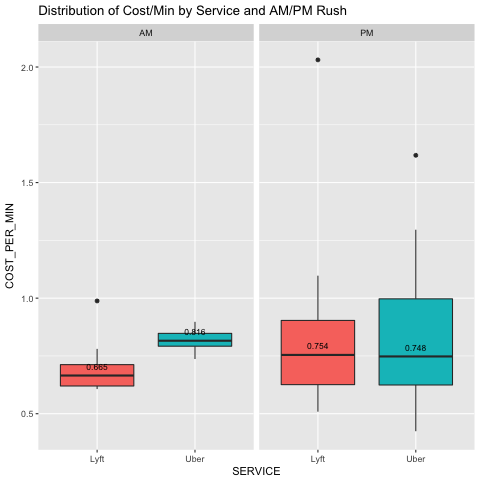 Distribution of Cost/Min by Service and AM/PM Rush
AM
PM
COST_PER_MIN
2.0
1.5
1.0
0.5
0.665
0.816
0.754
0.748
Lyft
Uber
Lyft
Uber
SERVICE